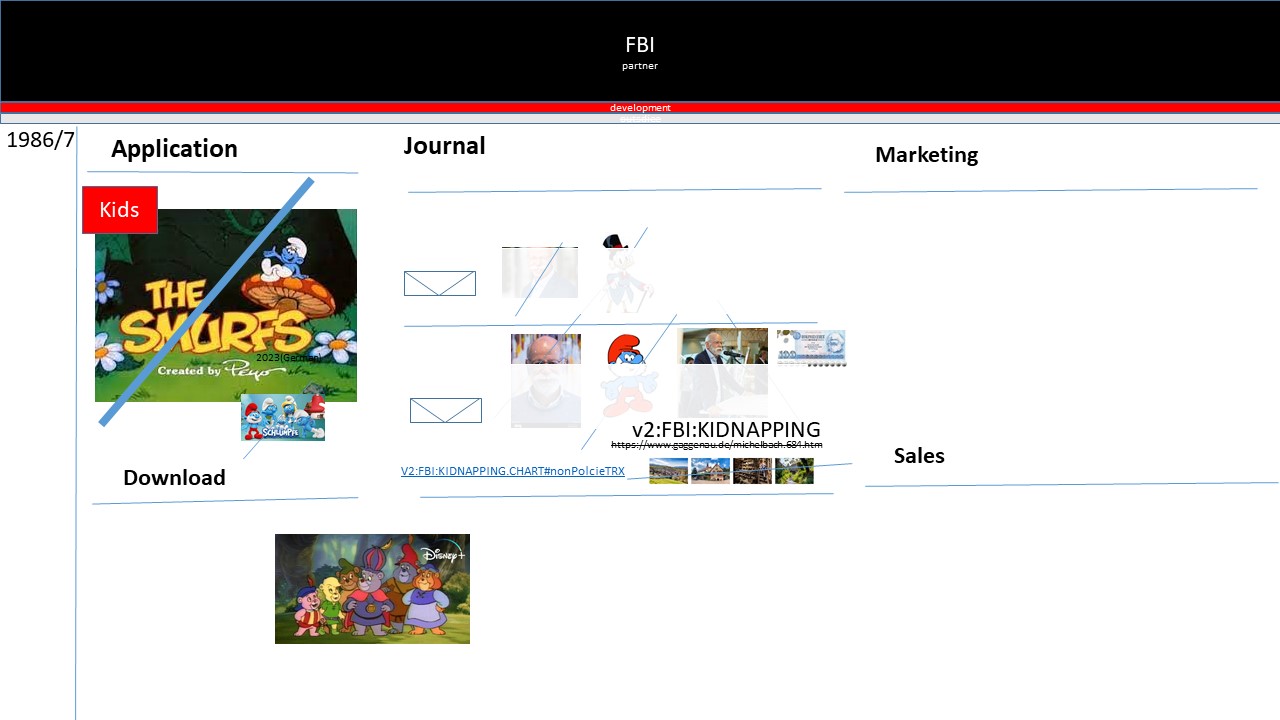 FBI
partner
development
1986/7
Application
Journal
Marketing
Kids
THE
SMURFS
2023(German)
Created by Peyo
SCHLÜMPFE
100
v2:FBI:KIDNAPPING
https://www.gaggenau.de/michelbach.684.htm
V2:FBI:KIDNAPPING.CHART#nonPolcieTRX
Sales
Download
Disney+